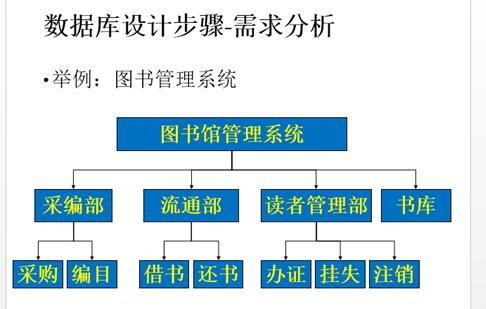 数据库设计步骤-需求分析
•举例：图书管理系统
图书馆管理系统
采编部 流通部 读者管理部 书库
采购 编目 借书 还书 办证 挂失 注销